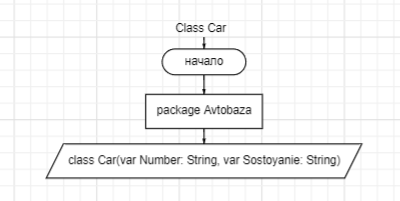 Class Car
начало
package Avtobaza
class Car(var Number: String, var Sostoyanie: String)